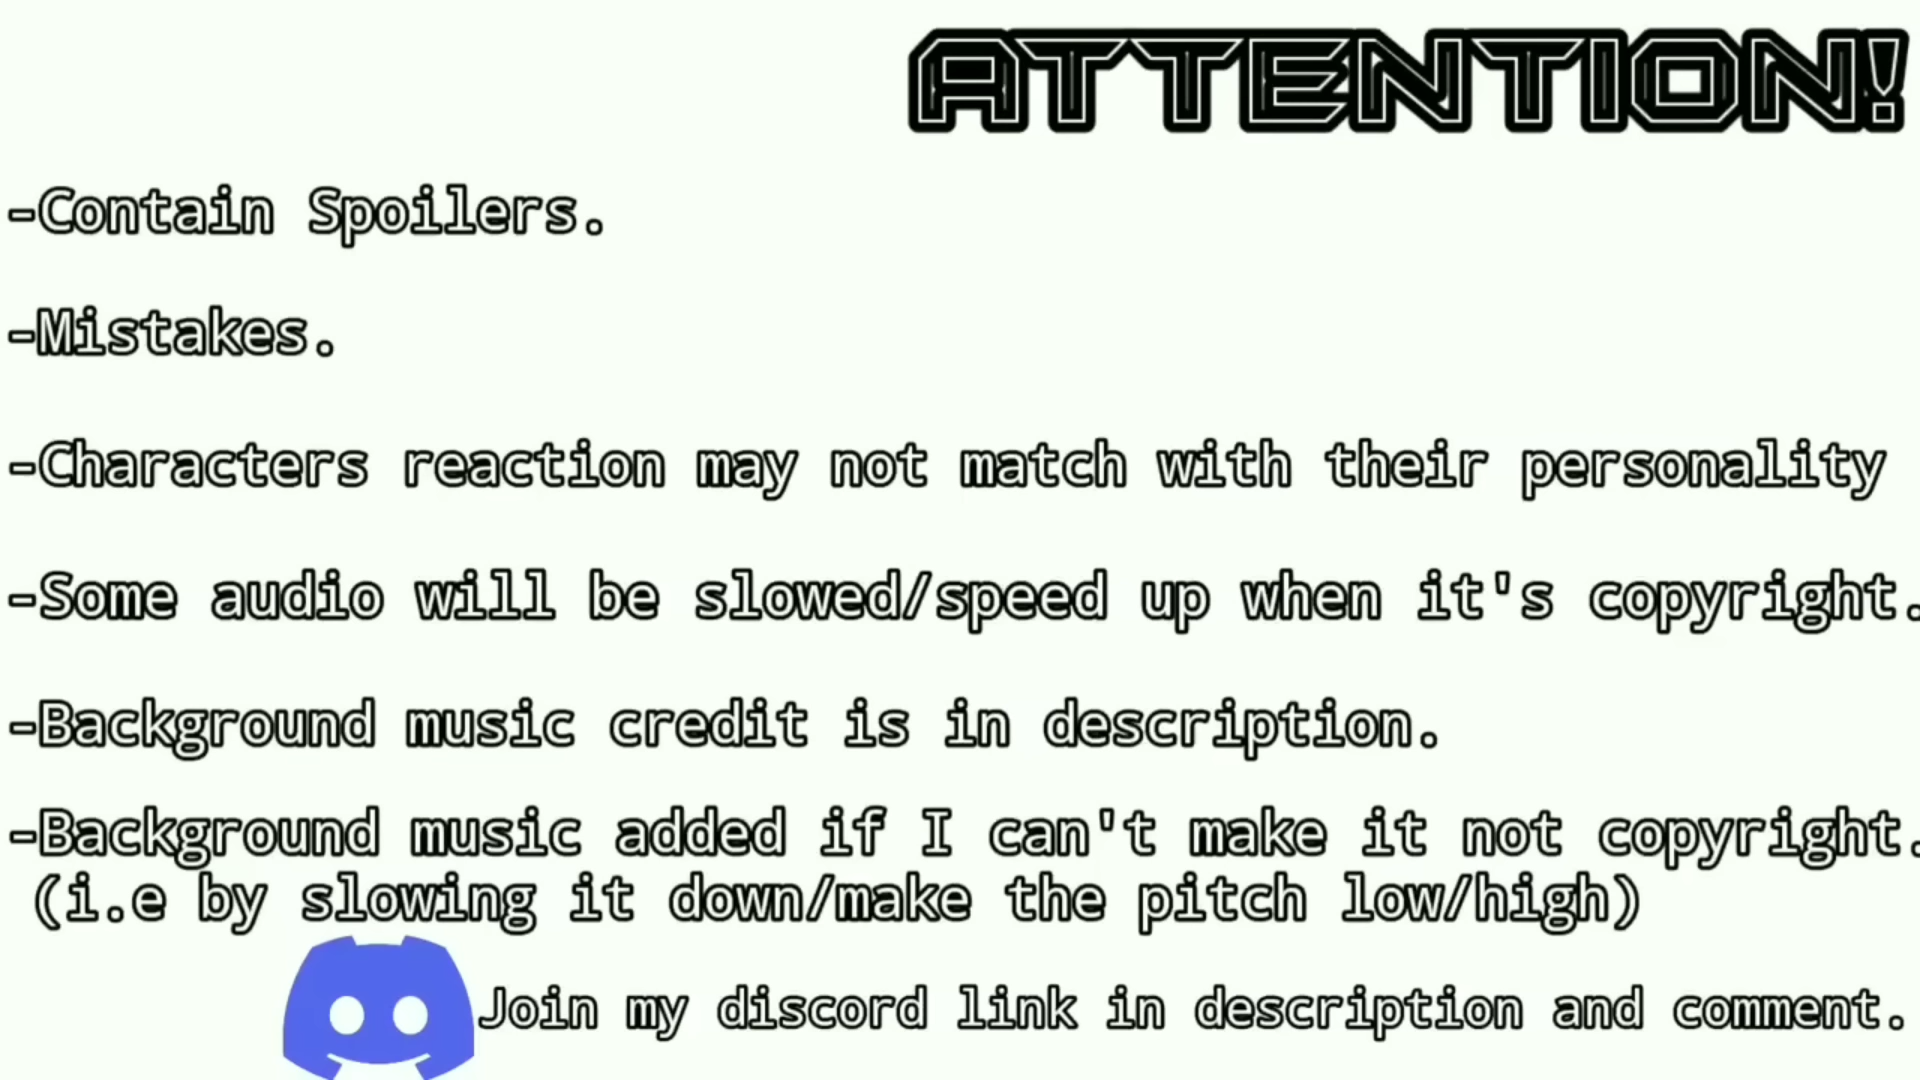 ATTENTION!
-Contain Spoilers.
-Mistakes.
-Characters reaction may not match with their personality
-Some audio will be slowed/speed up when it's copyright.
-Background music credit is in description.
-Background music added if I can't make it not copyright.
(i.e by slowing it down/make the pitch low/high)
Join my discord link in description and comment.